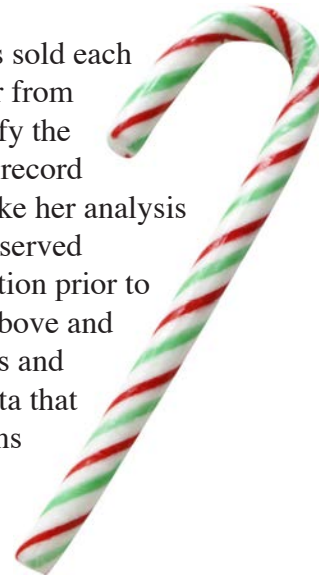 s sold each
r from
fy the
record
ke her analysis
served
tion prior to
bove and
s and
ta that
ns